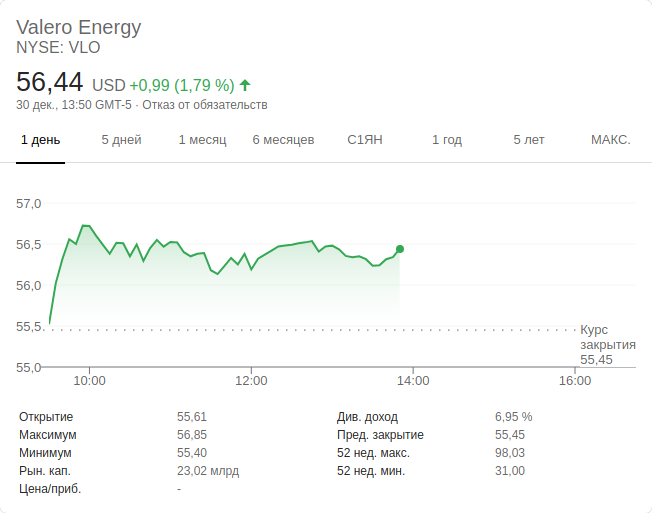 Valero Energy
NYSE: VLO
56,44 USD +0,99 (1,79 %)
30 дек., 13:50 GMT-5 · Отказ от обязательств
1 день 5 дней 1 месяц 6 месяцев С1ЯН 1 год 5 лет МАКС.
57,0
56,5
56,0
55,5
Курс
закрытия
55,45
55,0
10:00 12:00 14:00 16:00
Открытие 55,61 Див. доход 6,95 %
Максимум 56,85 Пред. закрытие 55,45
Минимум 55,40 52 нед. макс. 98,03
Рын. кап. 23,02 млрд 52 нед. мин. 31,00
Цена/приб. -